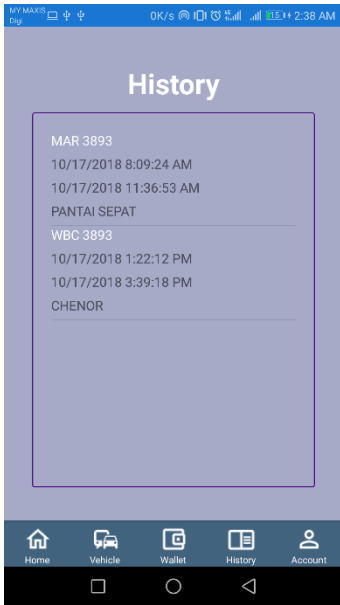 MY MAXIS
Digi
0K/s 15 2:38 AM
History
MAR 3893
10/17/2018 8:09:24 AM
10/17/2018 11:36:53 AM
PANTAI SEPAT
WBC 3893
10/17/2018 1:22:12 PM
10/17/2018 3:39:18 PM
CHENOR
Home Vehicle Wallet History Account